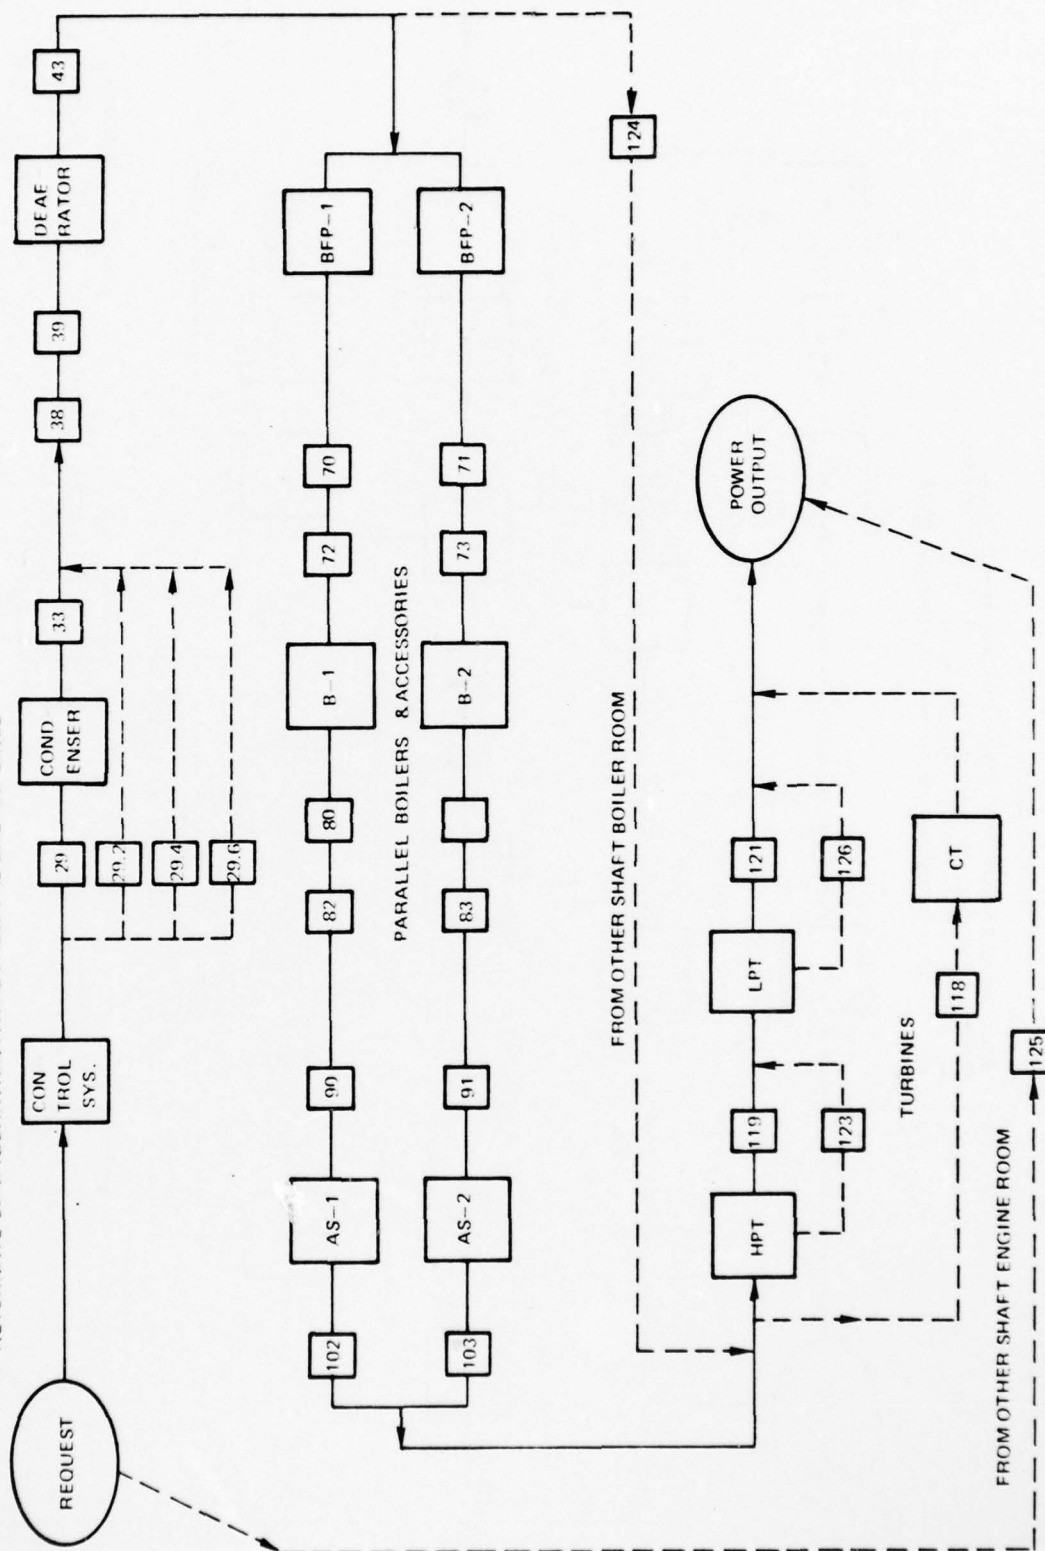 REQUEST
CON
TROL
SYS.
29
29.2
29.4
29.6
COND
ENSER
33
38
39
DEAE-
RATOR
43
BFP-1
70
72
B-1
80
82
90
AS-1
102
BFP-2
71
73
B-2
83
91
AS-2
103
PARALLEL BOILERS & ACCESSORIES
124
FROM OTHER SHAFT BOILER ROOM
HPT
119
123
LPT
121
126
118
CT
TURBINES
POWER
OUTPUT
FROM OTHER SHAFT ENGINE ROOM
125